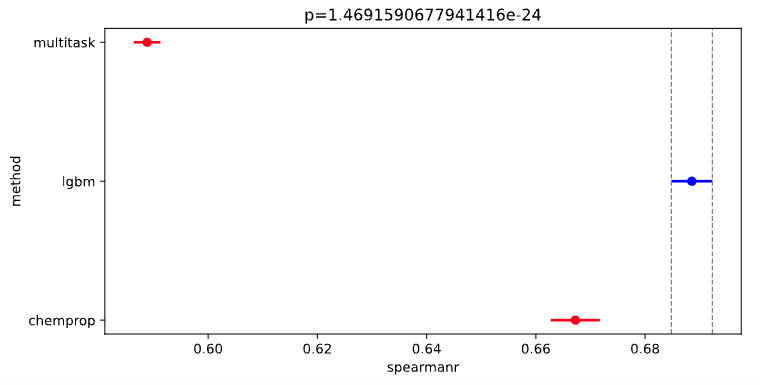 p=1.4691590677941416e-24
multitask
lgbm
chemprop
method
0.60 0.62 0.64 0.66 0.68
spearmanr